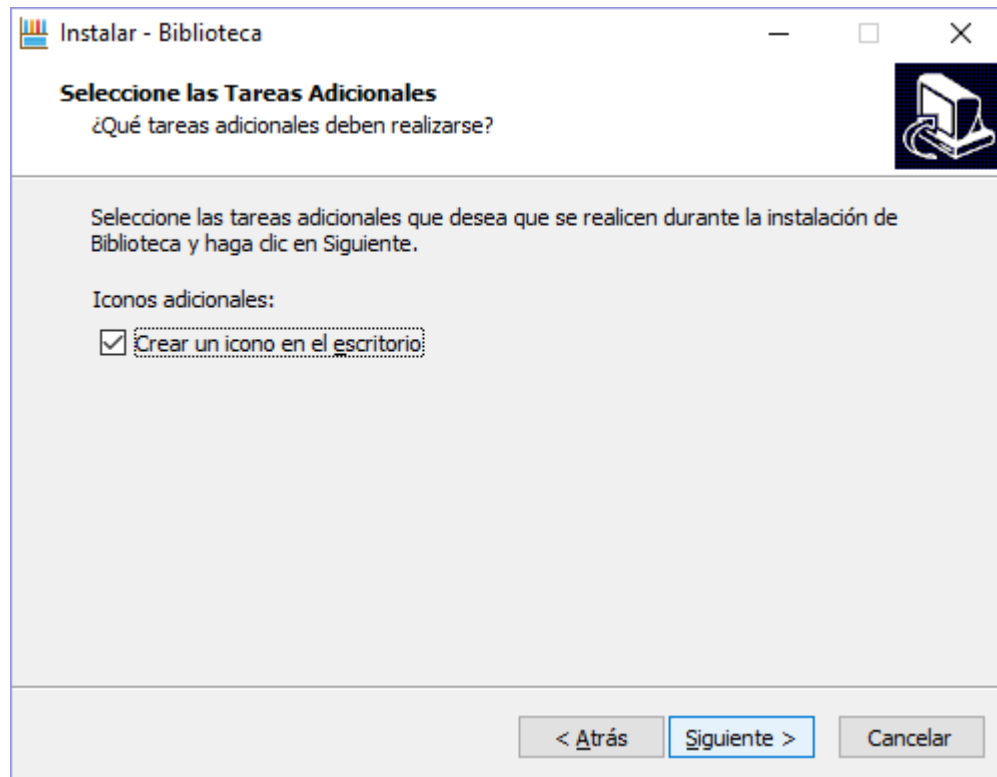 Instalar - Biblioteca
Seleccione las Tareas Adicionales
¿Qué tareas adicionales deben realizarse?
Seleccione las tareas adicionales que desea que se realicen durante la instalación de
Biblioteca y haga clic en Siguiente.
Iconos adicionales:
Crear un icono en el escritorio
< Atrás
Siguiente >
Cancelar